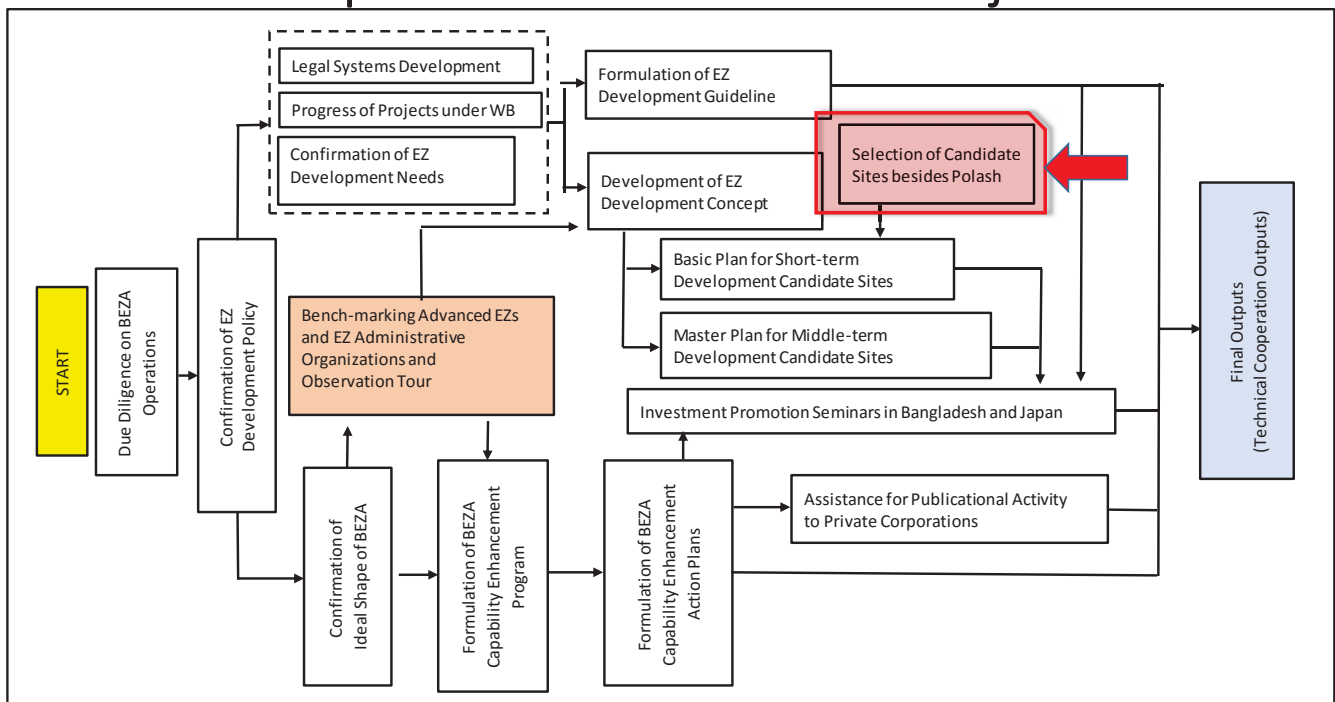 START
Due Diligence on BEZA
Operations
Confirmation of EZ
Development Policy
Legal Systems Development
Progress of Projects under WB
Confirmation of EZ
Development Needs
Formulation of EZ
Development Guideline
Selection of Candidate
Sites besides Polash
Development of EZ
Development Concept
Basic Plan for Short-term
Development Candidate Sites
Master Plan for Middle-term
Development Candidate Sites
Bench-marking Advanced EZs
and EZ Administrative
Organizations and
Observation Tour
Investment Promotion Seminars in Bangladesh and Japan
Confirmation of
Ideal Shape of BEZA
Formulation of BEZA
Capability Enhancement
Program
Formulation of BEZA
Capability Enhancement
Action Plans
Assistance for Publicational Activity
to Private Corporations
Final Outputs
(Technical Cooperation Outputs)